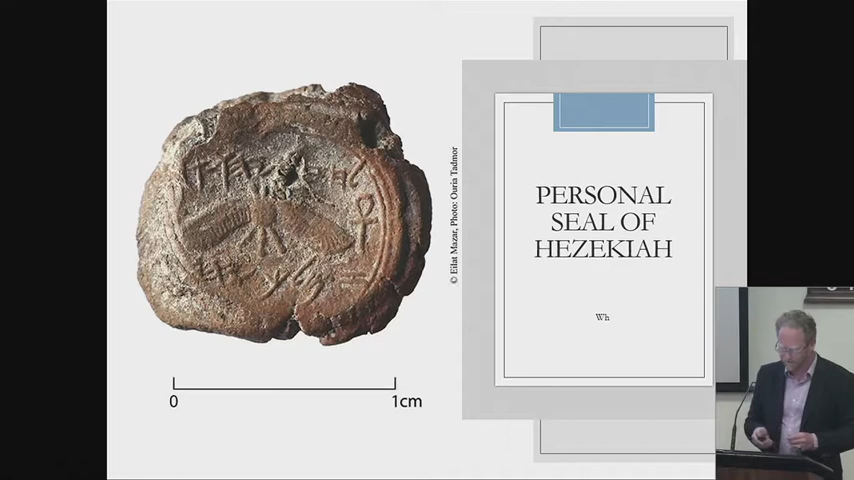 © Eilat Mazar, Photo: Ouria Tadmor
0 1cm
PERSONAL
SEAL OF
HEZEKIAH
Wh